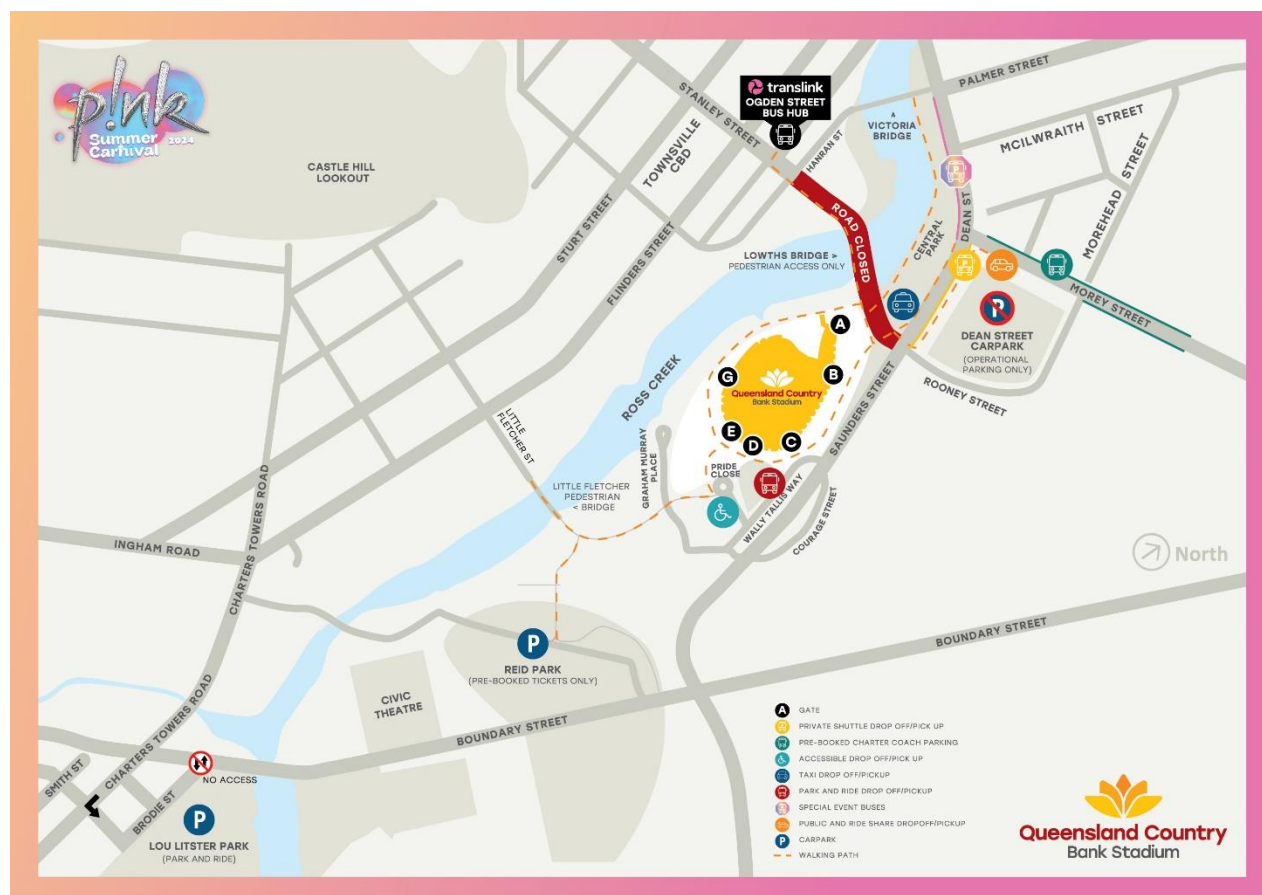 p!nk
Summer
Carnival 2024
CASTLE HILL
LOOKOUT
STANLEY STREET
translink
OGDEN STREET
BUS HUB
HANRAN ST
TOWNSVILLE
CBD
STURT STREET
FLINDERS STREET
VICTORIA
BRIDGE
PALMER STREET
MCILWRAITH STREET
MOREHEAD STREET
DEAN ST
CENTRAL
PARK
ROAD CLOSED
LOWTHS BRIDGE >
PEDESTRIAN ACCESS ONLY
MOREY STREET
P
DEAN STREET
CARPARK
(OPERATIONAL
PARKING ONLY)
ROONEY STREET
SAUNDERS STREET
A
B
G
Queensland Country
Bank Stadium
E
D
C
ROSS CREEK
LITTLE
FLETCHER ST
GRAHAM MURRAY
PLACE
PRIDE
CLOSE
LITTLE FLETCHER
PEDESTRIAN
< BRIDGE
WALLY TALLIS WAY
COURAGE STREET
INGHAM ROAD
CHARTERS TOWERS ROAD
North
BOUNDARY STREET
P
REID PARK
(PRE-BOOKED TICKETS ONLY)
CIVIC
THEATRE
BOUNDARY STREET
CHARTERS TOWERS ROAD
SMITH ST
NO ACCESS
BRODIE ST
P
LOU LITSTER PARK
(PARK AND RIDE)
A GATE
PRIVATE SHUTTLE DROP OFF/PICK UP
PRE-BOOKED CHARTER COACH PARKING
ACCESSIBLE DROP OFF/PICK UP
TAXI DROP OFF/PICKUP
PARK AND RIDE DROP OFF/PICKUP
SPECIAL EVENT BUSES
PUBLIC AND RIDE SHARE DROPOFF/PICKUP
P CARPARK
WALKING PATH
Queensland Country
Bank Stadium